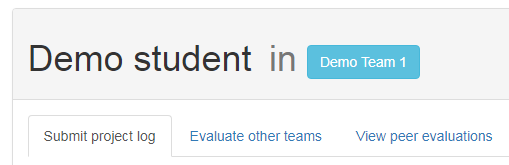 Demo student in Demo Team 1
Submit project log Evaluate other teams View peer evaluations